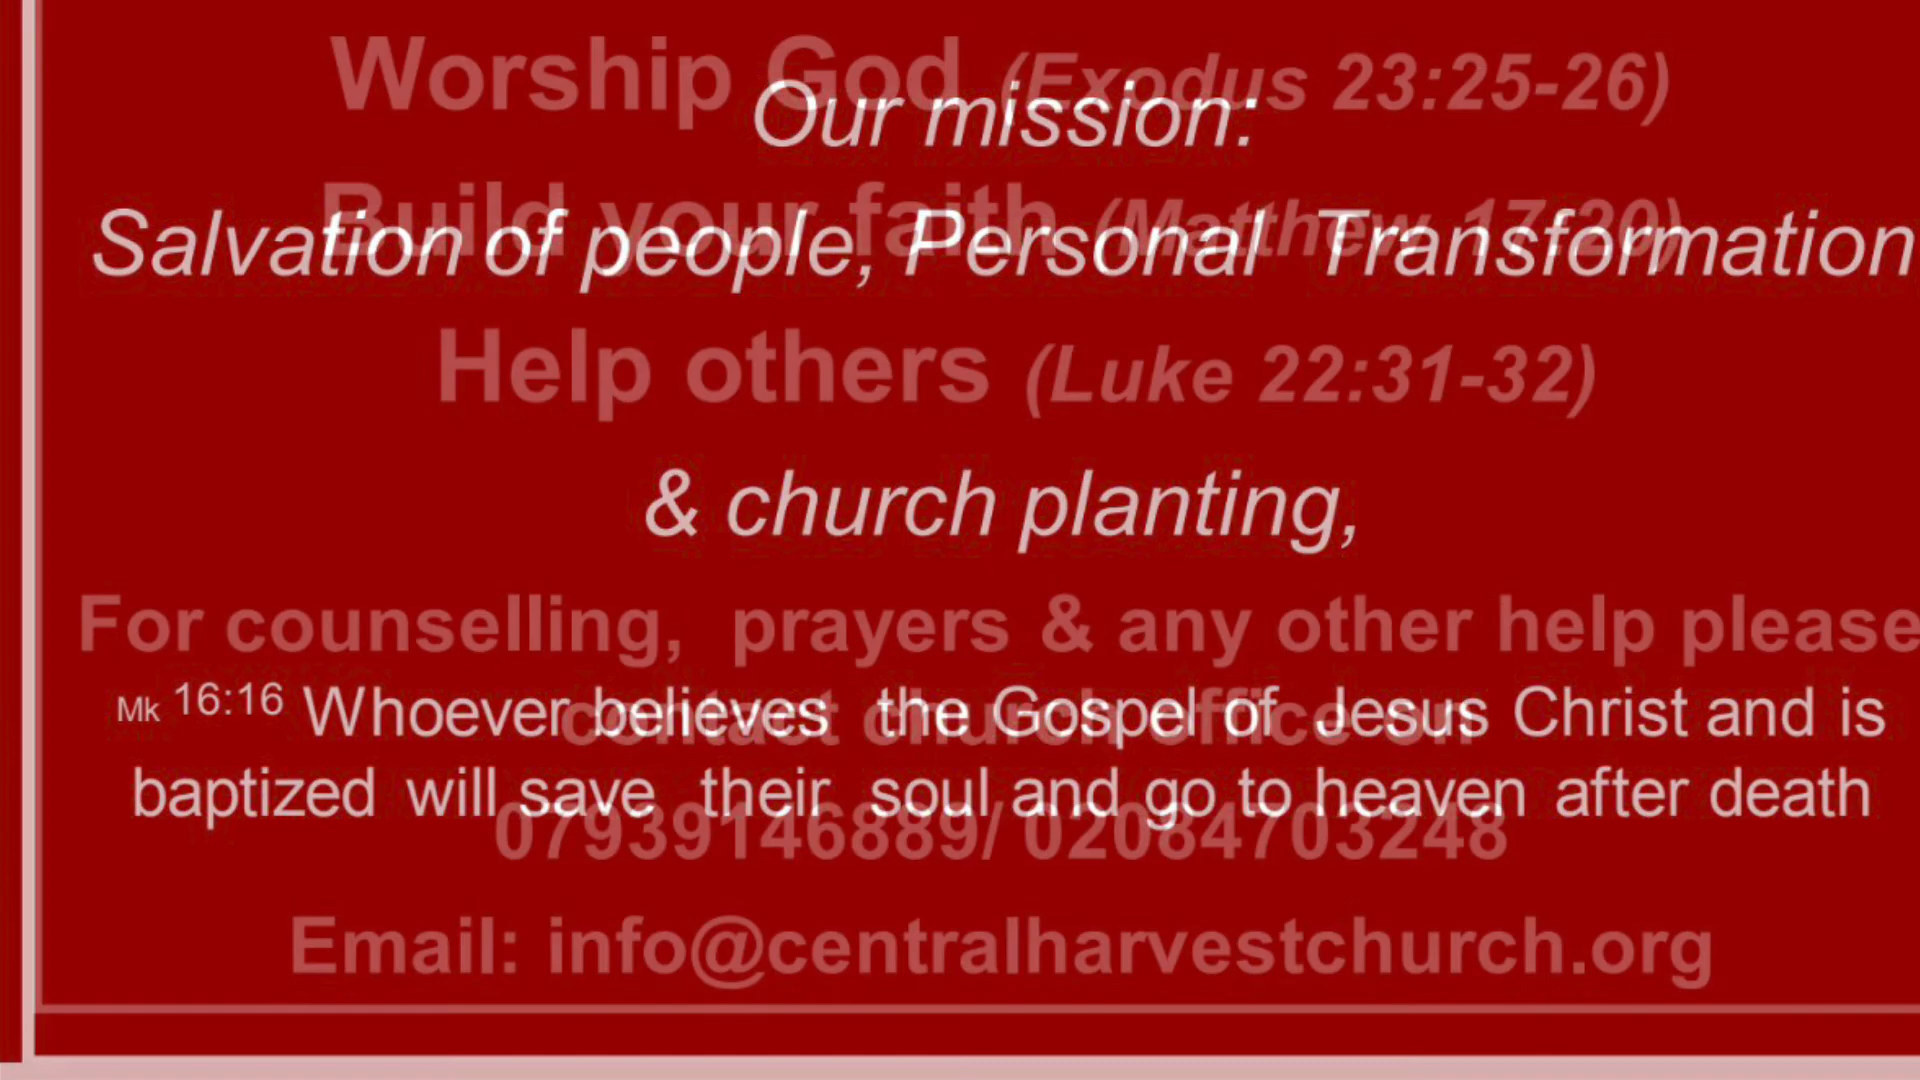 Worship God (Exodus 23:25-26)
Our mission:
Build your faith (Matthew 17:20)
Salvation of people, Personal Transformation
Help others (Luke 22:31-32)
& church planting,
For counselling, prayers & any other help please
Mk 16:16 Whoever believes the Gospel of Jesus Christ and is
contact church office on
baptized will save their soul and go to heaven after death
07939146889/ 02084703248
Email: info@centralharvestchurch.org